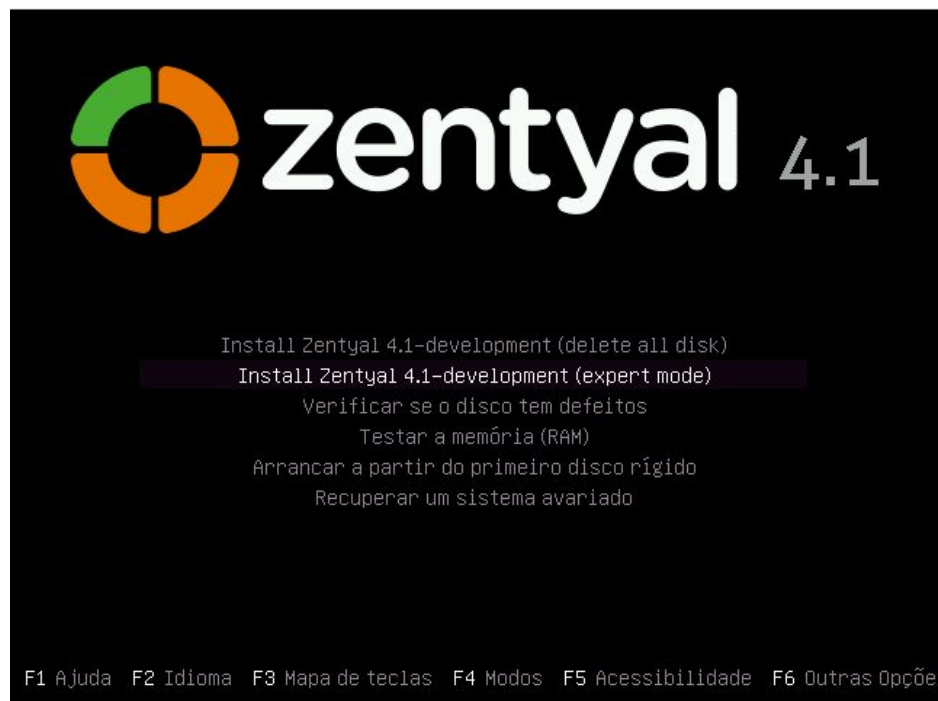 zentyal 4.1
Install Zentyal 4.1-development (delete all disk)
Install Zentyal 4.1-development (expert mode)
Verificar se o disco tem defeitos
Testar a memória (RAM)
Arrancar a partir do primeiro disco rígido
Recuperar um sistema avariado
F1 Ajuda F2 Idioma F3 Mapa de teclas F4 Modos F5 Acessibilidade F6 Outras Opçõe